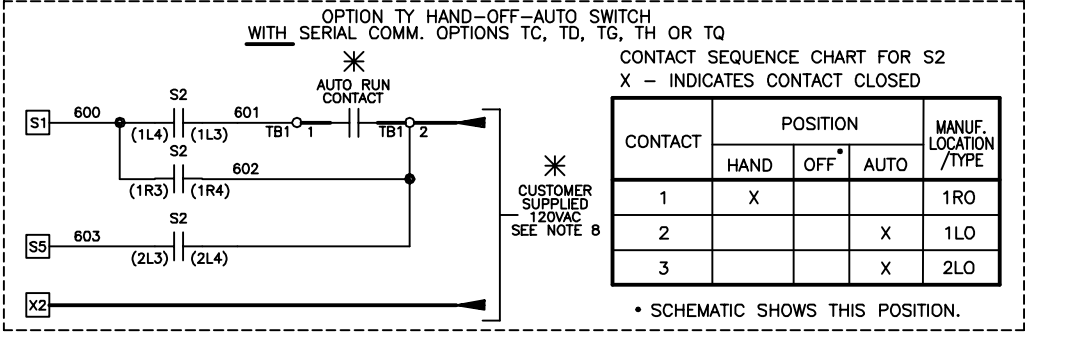 OPTION TY HAND-OFF-AUTO SWITCH
WITH SERIAL COMM. OPTIONS TC, TD, TG, TH OR TQ
AUTO RUN
CONTACT
S1
600
S2
(1L4) (1L3)
601
TB1 1
TB1 2
S2
(1R3) (1R4)
602
S5
603
S2
(2L3) (2L4)
X2
CUSTOMER
SUPPLIED
120VAC
SEE NOTE 8
CONTACT SEQUENCE CHART FOR S2
X – INDICATES CONTACT CLOSED
CONTACT
POSITION
MANUF.
LOCATION
/TYPE
HAND OFF• AUTO
1 X 1RO
2 X 1LO
3 X 2LO
• SCHEMATIC SHOWS THIS POSITION.